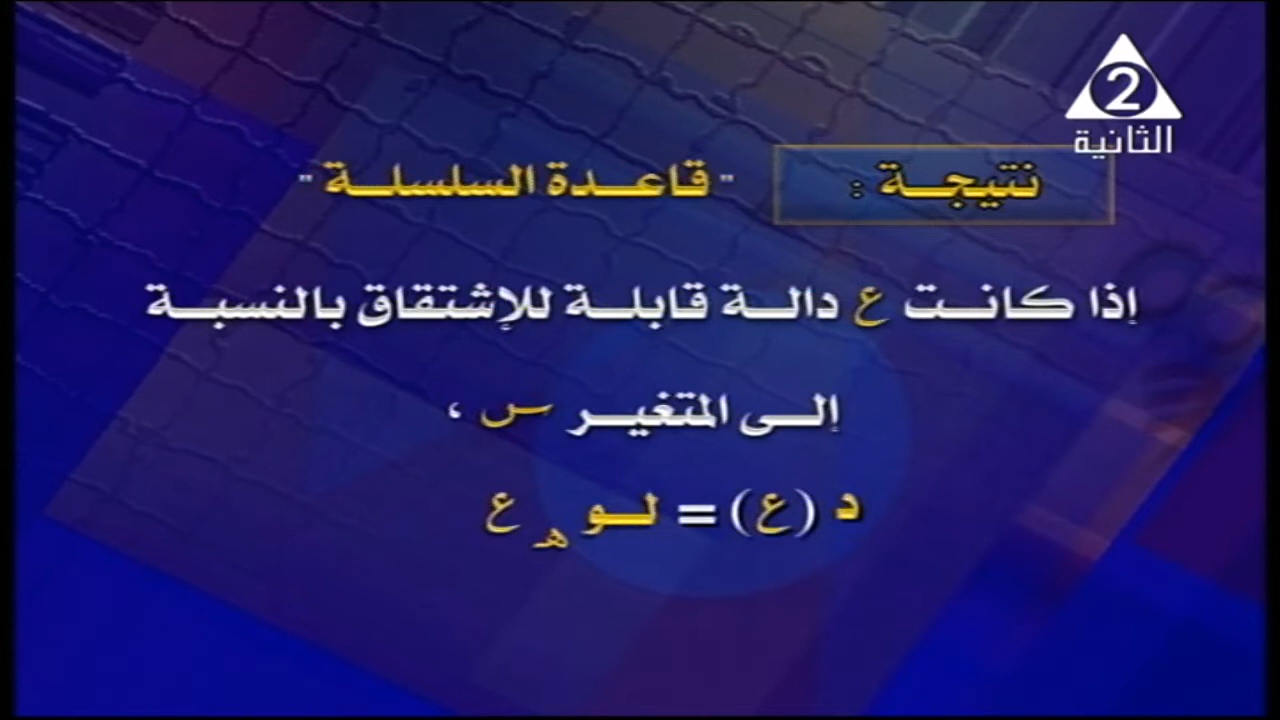 2
الثانية
نتيجة : " قاعدة السلسلة "
إذا كانت ع دالة قابلة للإشتقاق بالنسبة
إلى المتغير س ،
د (ع) = لو هـ ع